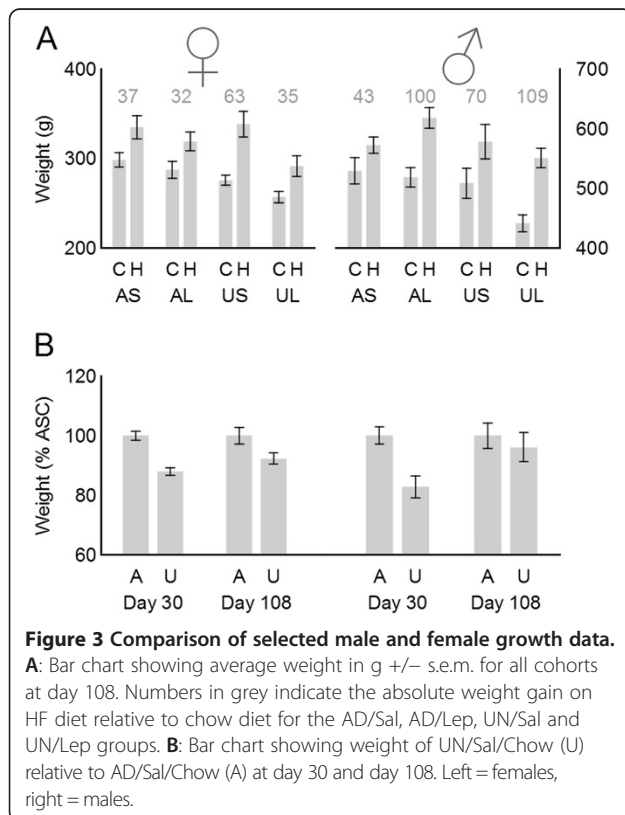 A
400
700
37 32 63 35
43 100 70 109
Weight (g)
600
300
500
200
400
C H C H C H C H
C H C H C H C H
AS AL US UL
AS AL US UL
B
120
100
80
60
Weight (% ASC)
A U A U
A U A U
Day 30 Day 108
Day 30 Day 108
Figure 3 Comparison of selected male and female growth data.
A: Bar chart showing average weight in g +/− s.e.m. for all cohorts
at day 108. Numbers in grey indicate the absolute weight gain on
HF diet relative to chow diet for the AD/Sal, AD/Lep, UN/Sal and
UN/Lep groups. B: Bar chart showing weight of UN/Sal/Chow (U)
relative to AD/Sal/Chow (A) at day 30 and day 108. Left = females,
right = males.